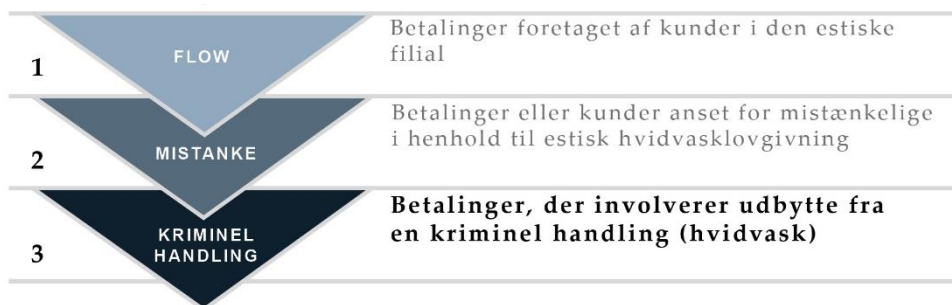 1
FLOW
Betalinger foretaget af kunder i den estiske
filial
2
MISTANKE
Betalinger eller kunder anset for mistænkelige
i henhold til estisk hvidvasklovgivning
3
KRIMINEL
HANDLING
Betalinger, der involverer udbytte fra
en kriminel handling (hvidvask)